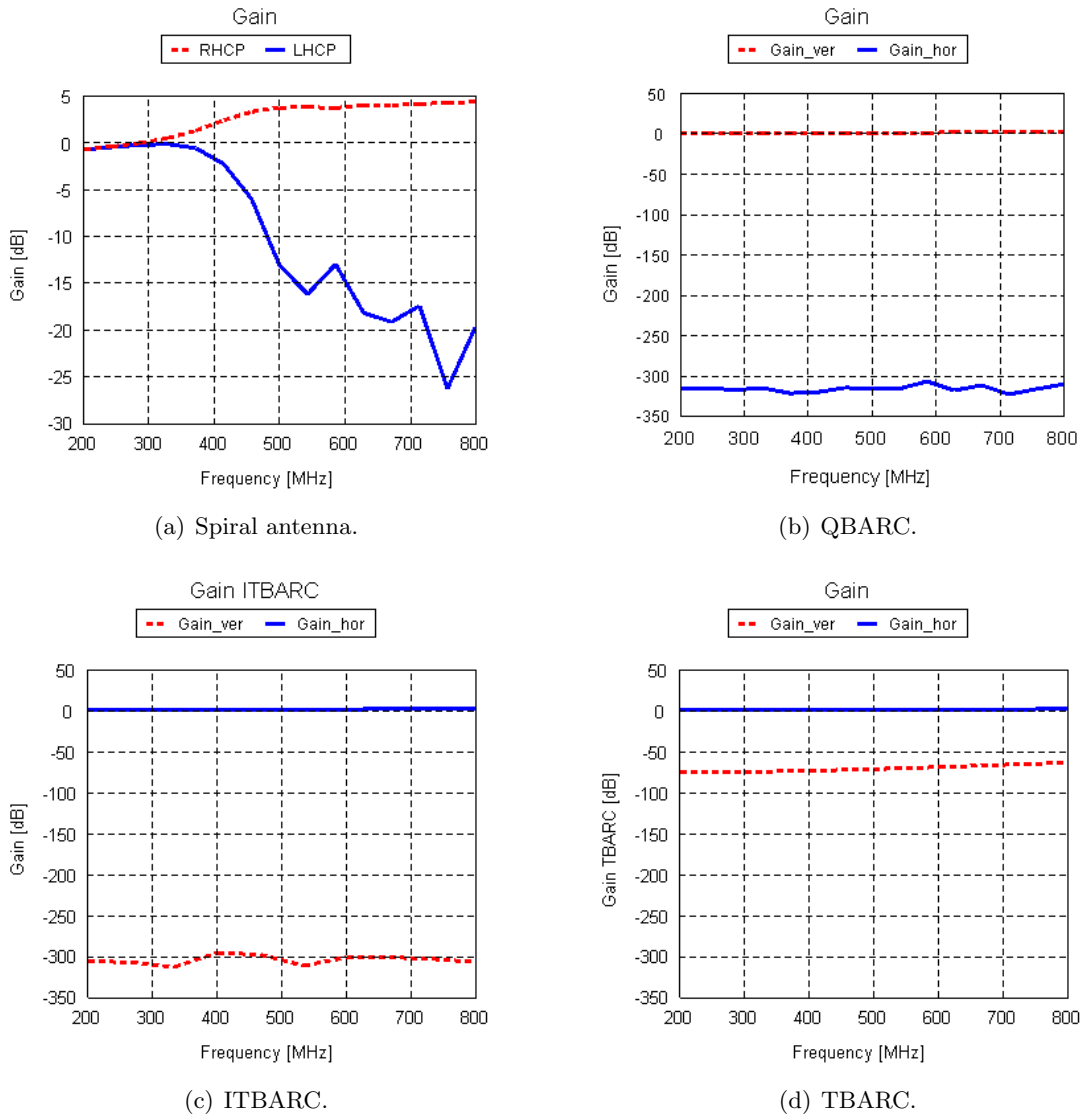 Gain
RHCP LHCP
Gain [dB]
5
0
-5
-10
-15
-20
-25
-30
200 300 400 500 600 700 800
Frequency [MHz]
(a) Spiral antenna.
Gain
Gain_ver Gain_hor
Gain [dB]
50
0
-50
-100
-150
-200
-250
-300
-350
200 300 400 500 600 700 800
Frequency [MHz]
(b) QBARC.
Gain ITBARC
Gain_ver Gain_hor
Gain [dB]
50
0
-50
-100
-150
-200
-250
-300
-350
200 300 400 500 600 700 800
Frequency [MHz]
(c) ITBARC.
Gain
Gain_ver Gain_hor
Gain TBARC [dB]
50
0
-50
-100
-150
-200
-250
-300
-350
200 300 400 500 600 700 800
Frequency [MHz]
(d) TBARC.